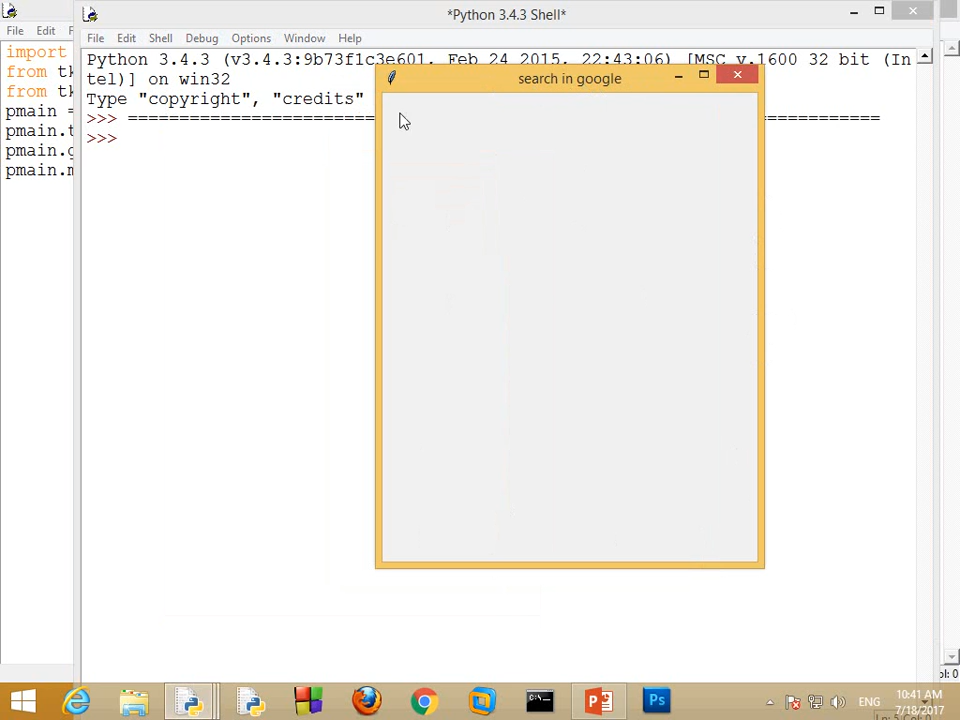 *Python 3.4.3 Shell*
File Edit
File Edit Shell Debug Options Window Help
import
from
from
pmain =
pmain.
pmain.
pmain.
Python 3.4.3 (v3.4.3:9b73f1c3e601, Feb 24 2015, 22:43:06) [MSC v.1600 32 bit (In
tel)] on win32
Type "copyright", "credits"
>>> ================================
>>>
search in google
ENG
10:41 AM
7/18/2017